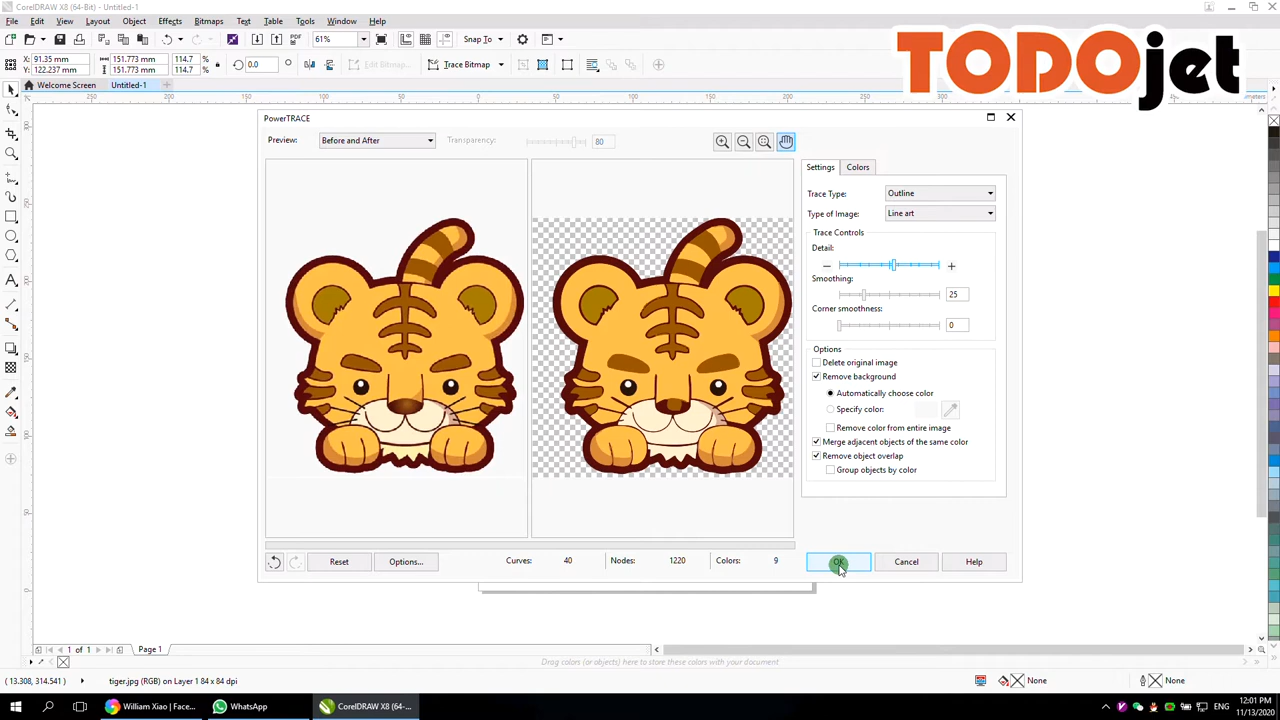 CorelDRAW X8 (64-Bit) - Untitled-1
File Edit View Layout Object Effects Bitmaps Text Table Tools Window Help
TODOjet
PDF 61% Snap To
X: 91.35 mm 151.773 mm 114.7 % 0.0 ° Edit Bitmap... Trace Bitmap
Y: 122.237 mm 151.773 mm 114.7 %
Welcome Screen Untitled-1
PowerTRACE
Preview: Before and After Transparency: 80
Settings Colors
Trace Type: Outline
Type of Image: Line art
Trace Controls
Detail:
Smoothing:
25
Corner smoothness:
0
Options
Delete original image
Remove background
Automatically choose color
Specify color:
Remove color from entire image
Merge adjacent objects of the same color
Remove object overlap
Group objects by color
Reset Options... Curves: 40 Nodes: 1220 Colors: 9 OK Cancel Help
1 of 1 Page 1
Drag colors (or objects) here to store these colors with your document
(13.308, 314.541) tiger.jpg (RGB) on Layer 1 84 x 84 dpi None None
William Xiao | Face... WhatsApp CorelDRAW X8 (64-... ENG 12:01 PM
11/13/2020